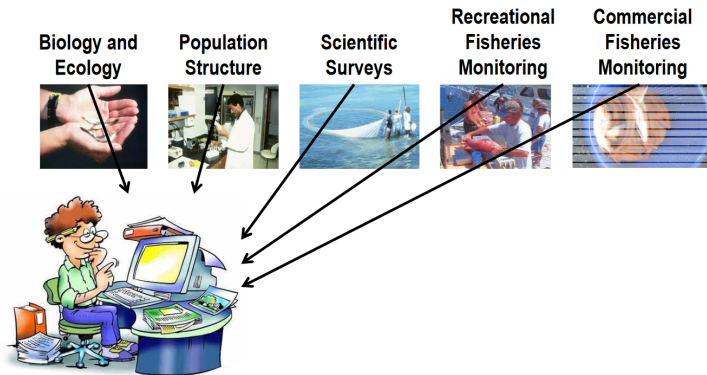 Biology and
Ecology
Population
Structure
Scientific
Surveys
Recreational
Fisheries
Monitoring
Commercial
Fisheries
Monitoring